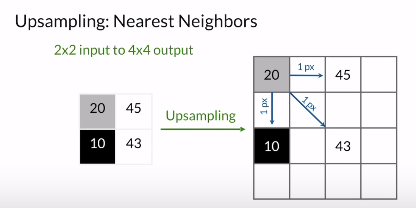 Upsampling: Nearest Neighbors
2x2 input to 4x4 output
20 45
10 43
Upsampling
20 1 px 45
1 px 1 px
10 43